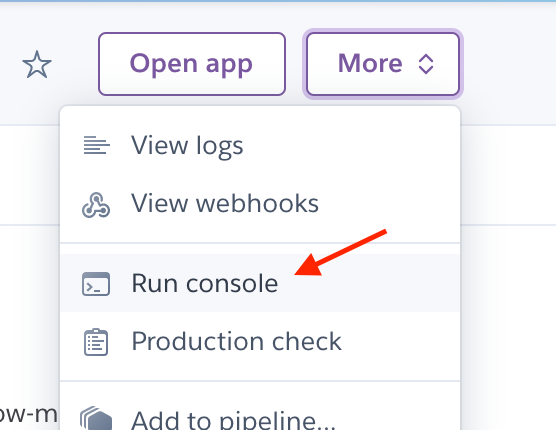 Open app
More
View logs
View webhooks
Run console
Production check
ow-m
Add to pipeline...